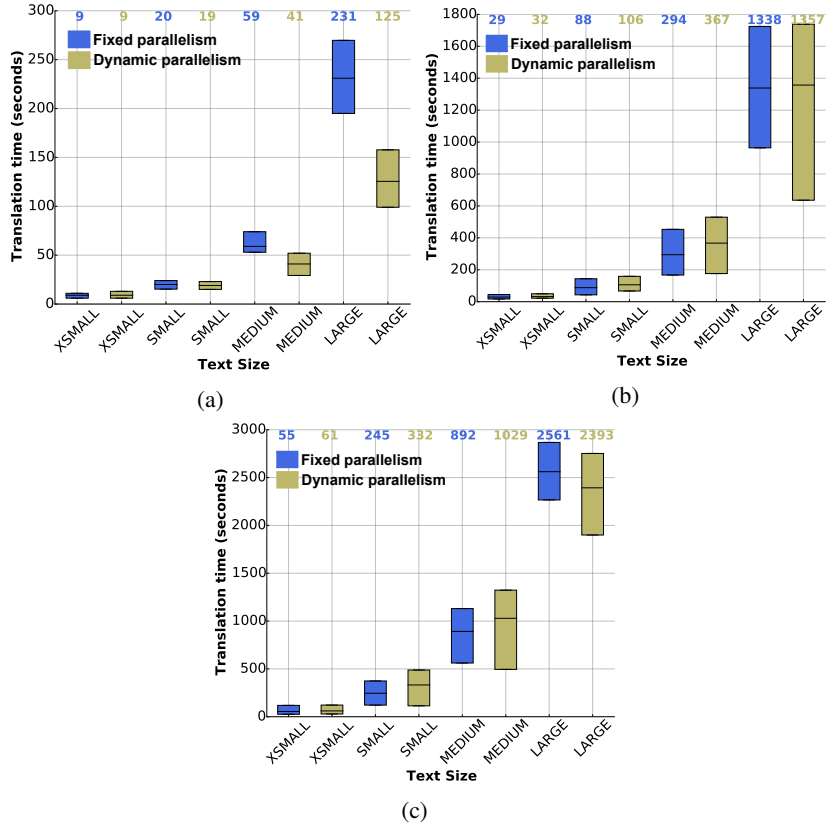 9 9 20 19 59 41 231 125
300
250
200
150
100
50
0
Translation time (seconds)
Fixed parallelism
Dynamic parallelism
XSMALL XSMALL SMALL SMALL MEDIUM MEDIUM LARGE LARGE
Text Size
(a)
29 32 88 106 294 367 1338 1357
1800
1600
1400
1200
1000
800
600
400
200
0
Translation time (seconds)
Fixed parallelism
Dynamic parallelism
XSMALL XSMALL SMALL SMALL MEDIUM MEDIUM LARGE LARGE
Text Size
(b)
55 61 245 332 892 1029 2561 2393
3000
2500
2000
1500
1000
500
0
Translation time (seconds)
Fixed parallelism
Dynamic parallelism
XSMALL XSMALL SMALL SMALL MEDIUM MEDIUM LARGE LARGE
Text Size
(c)